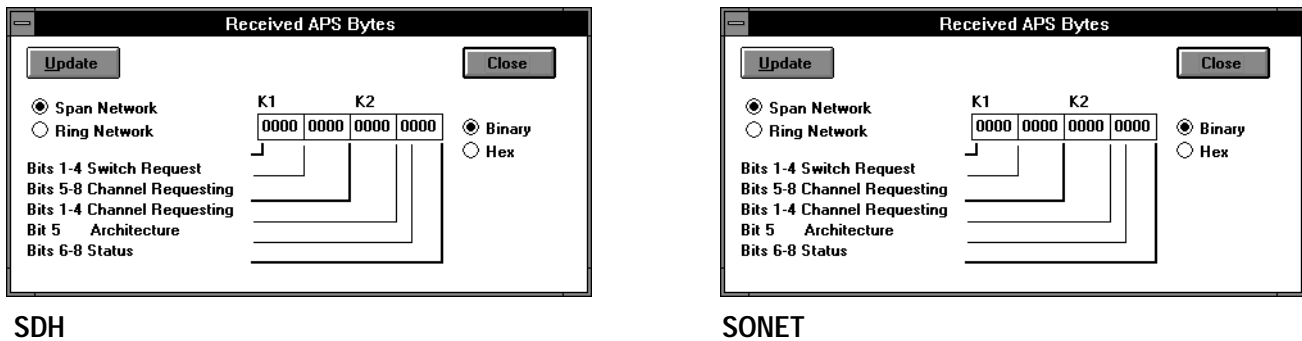 Received APS Bytes
Update
Close
Span Network
Ring Network
K1 K2
0000 0000 0000 0000
Binary
Hex
Bits 1-4 Switch Request
Bits 5-8 Channel Requesting
Bits 1-4 Channel Requesting
Bit 5 Architecture
Bits 6-8 Status
SDH
Received APS Bytes
Update
Close
Span Network
Ring Network
K1 K2
0000 0000 0000 0000
Binary
Hex
Bits 1-4 Switch Request
Bits 5-8 Channel Requesting
Bits 1-4 Channel Requesting
Bit 5 Architecture
Bits 6-8 Status
SONET